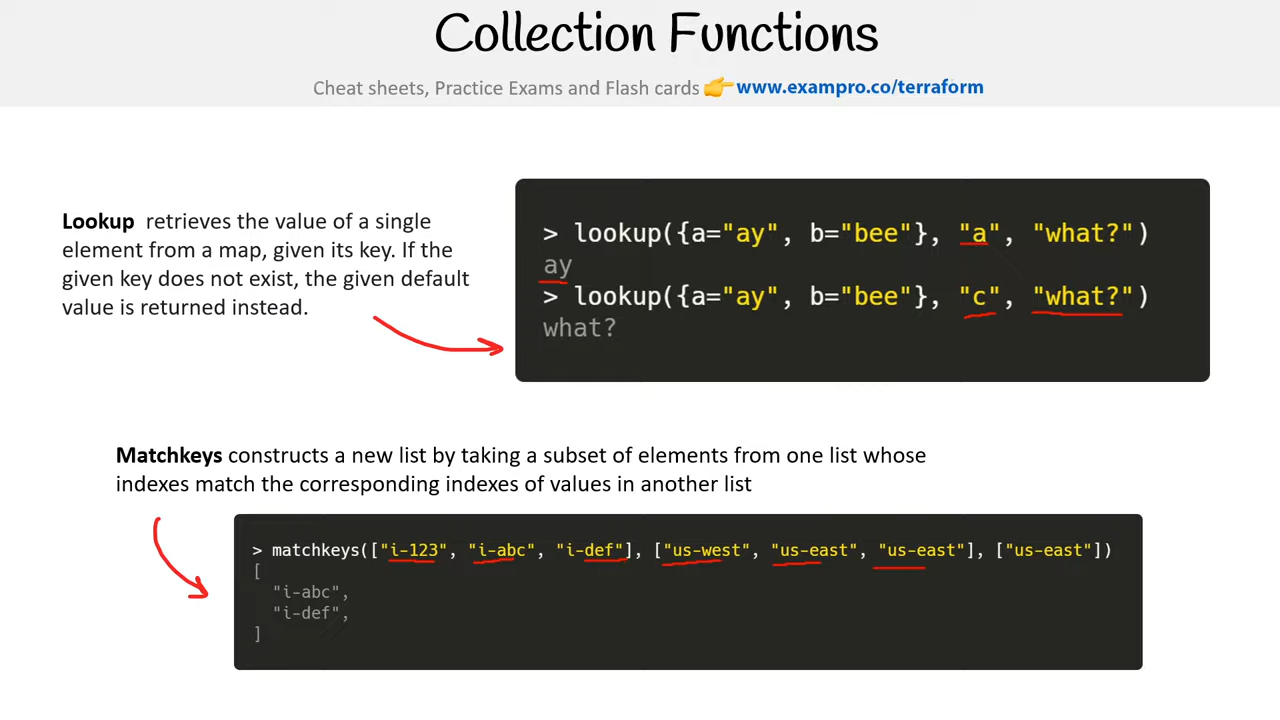 Collection Functions
Cheat sheets, Practice Exams and Flash cards 👉 www.exampro.co/terraform
Lookup retrieves the value of a single
element from a map, given its key. If the
given key does not exist, the given default
value is returned instead.
> lookup({a="ay", b="bee"}, "a", "what?")
ay
> lookup({a="ay", b="bee"}, "c", "what?")
what?
Matchkeys constructs a new list by taking a subset of elements from one list whose
indexes match the corresponding indexes of values in another list
> matchkeys(["i-123", "i-abc", "i-def"], ["us-west", "us-east", "us-east"], ["us-east"])
[
"i-abc",
"i-def",
]